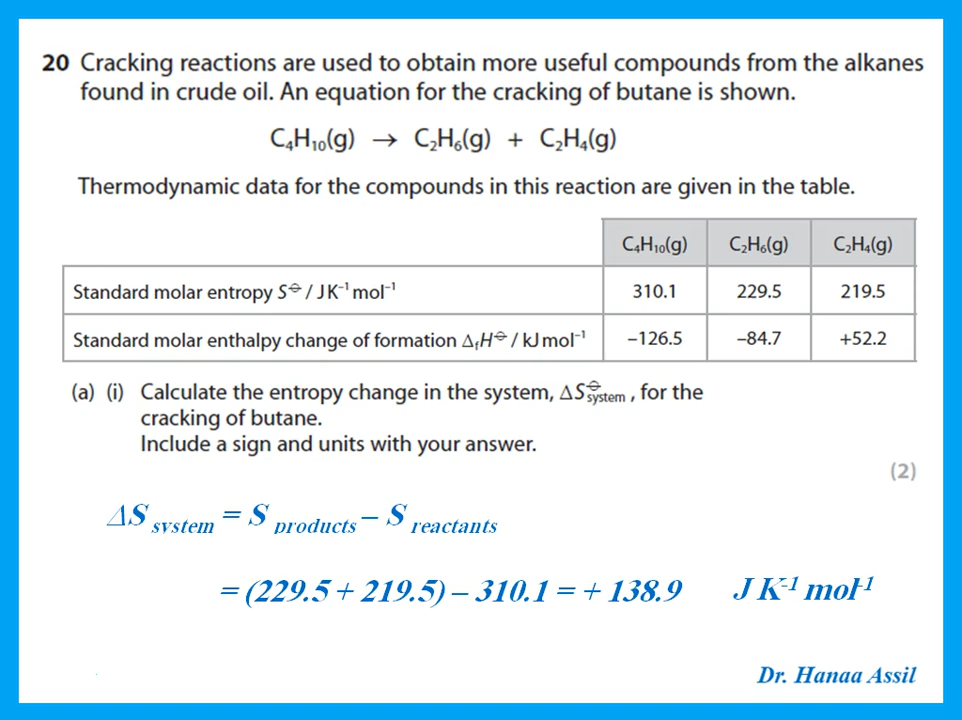 20 Cracking reactions are used to obtain more useful compounds from the alkanes
found in crude oil. An equation for the cracking of butane is shown.
C₄H₁₀(g) → C₂H₆(g) + C₂H₄(g)
Thermodynamic data for the compounds in this reaction are given in the table.
C₄H₁₀(g) C₂H₆(g) C₂H₄(g)
Standard molar entropy S⦵ / J K⁻¹ mol⁻¹ 310.1 229.5 219.5
Standard molar enthalpy change of formation ΔfH⦵ / kJ mol⁻¹ –126.5 –84.7 +52.2
(a) (i) Calculate the entropy change in the system, ΔS⦵system , for the
cracking of butane.
Include a sign and units with your answer.
(2)
ΔS system = S products – S reactants
= (229.5 + 219.5) – 310.1 = + 138.9 J K⁻¹ mol⁻¹
Dr. Hanaa Assil